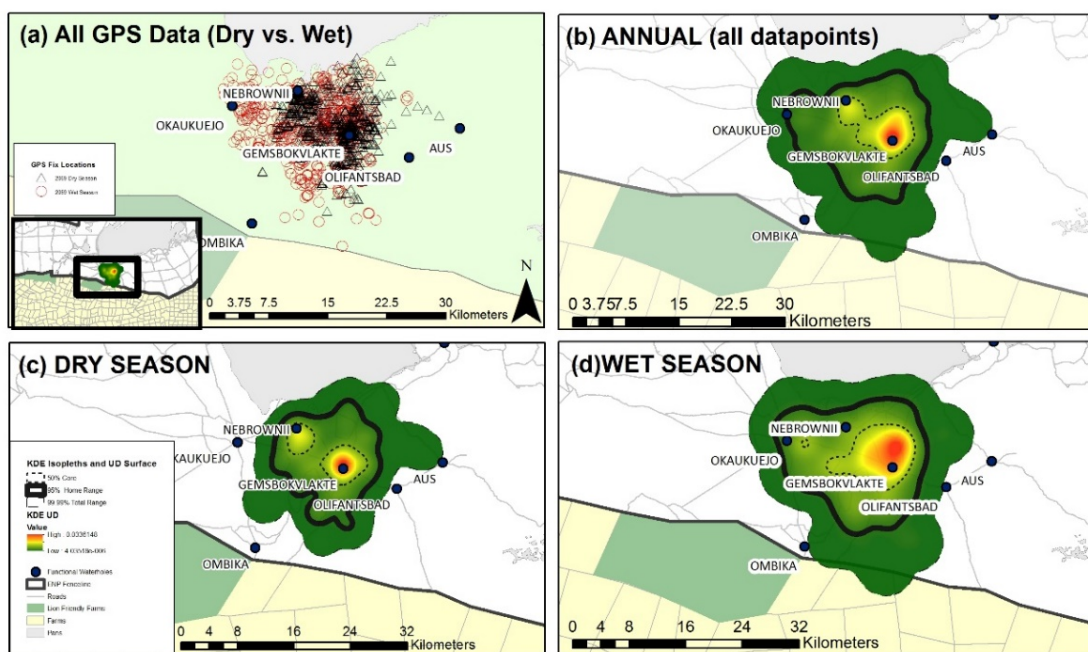 (a) All GPS Data (Dry vs. Wet)
NEBROWNII
OKAUKUEJO
GEMSBOKVLAKTE
AUS
OLIFANTSBAD
OMBIKA
GPS Fix Locations
2009 Dry Season
2009 Wet Season
N
0 3.75 7.5 15 22.5 30
Kilometers
(b) ANNUAL (all datapoints)
NEBROWNII
OKAUKUEJO
GEMSBOKVLAKTE
AUS
OLIFANTSBAD
OMBIKA
0 3.75 7.5 15 22.5 30
Kilometers
(c) DRY SEASON
NEBROWNII
KAUKUEJO
GEMSBOKVLAKTE
AUS
OLIFANTSBAD
OMBIKA
KDE Isopleths and UD Surface
50% Core
95% Home Range
99.99% Total Range
KDE UD
Value
High :
Low :
Functional Waterholes
ENP Fenceline
Roads
Lion Friendly Farms
Farms
Pans
0 4 8 16 24 32
Kilometers
(d)WET SEASON
NEBROWNII
OKAUKUEJO
GEMSBOKVLAKTE
AUS
OLIFANTSBAD
OMBIKA
0 4 8 16 24 32
Kilometers